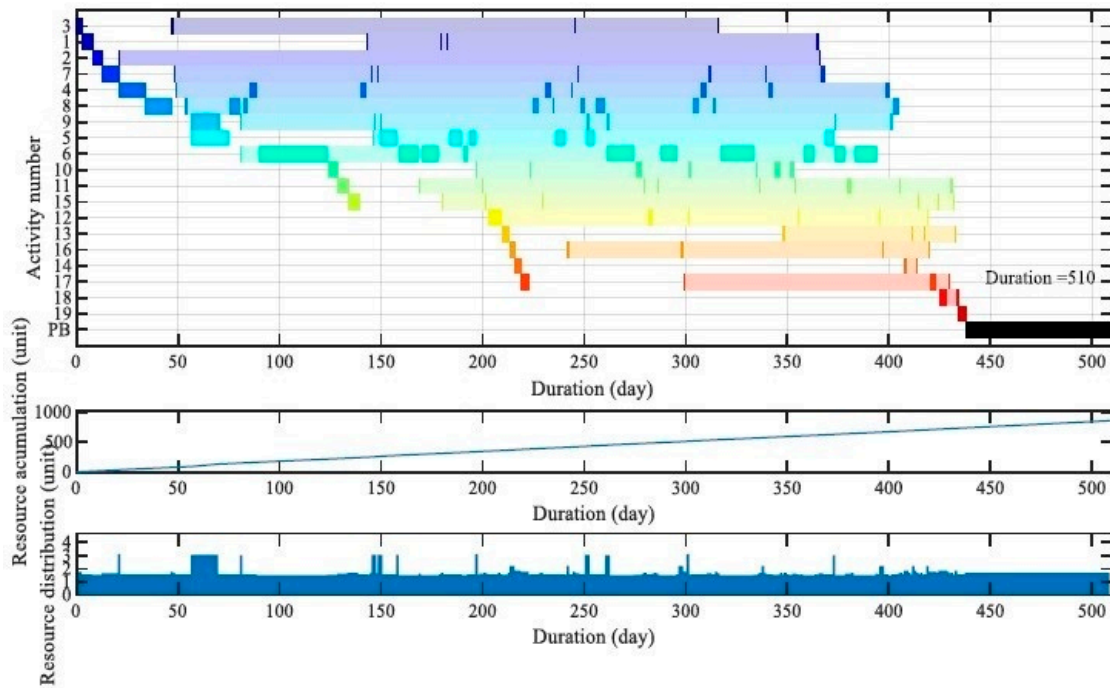 Activity number
3
1
2
7
4
8
9
5
6
10
11
15
12
13
16
14
17
18
19
PB
Duration =510
0 50 100 150 200 250 300 350 400 450 500
Duration (day)
Resource acumulation (unit)
1000
500
0
0 50 100 150 200 250 300 350 400 450 500
Duration (day)
Resource distribution (unit)
4
3
2
1
0
0 50 100 150 200 250 300 350 400 450 500
Duration (day)